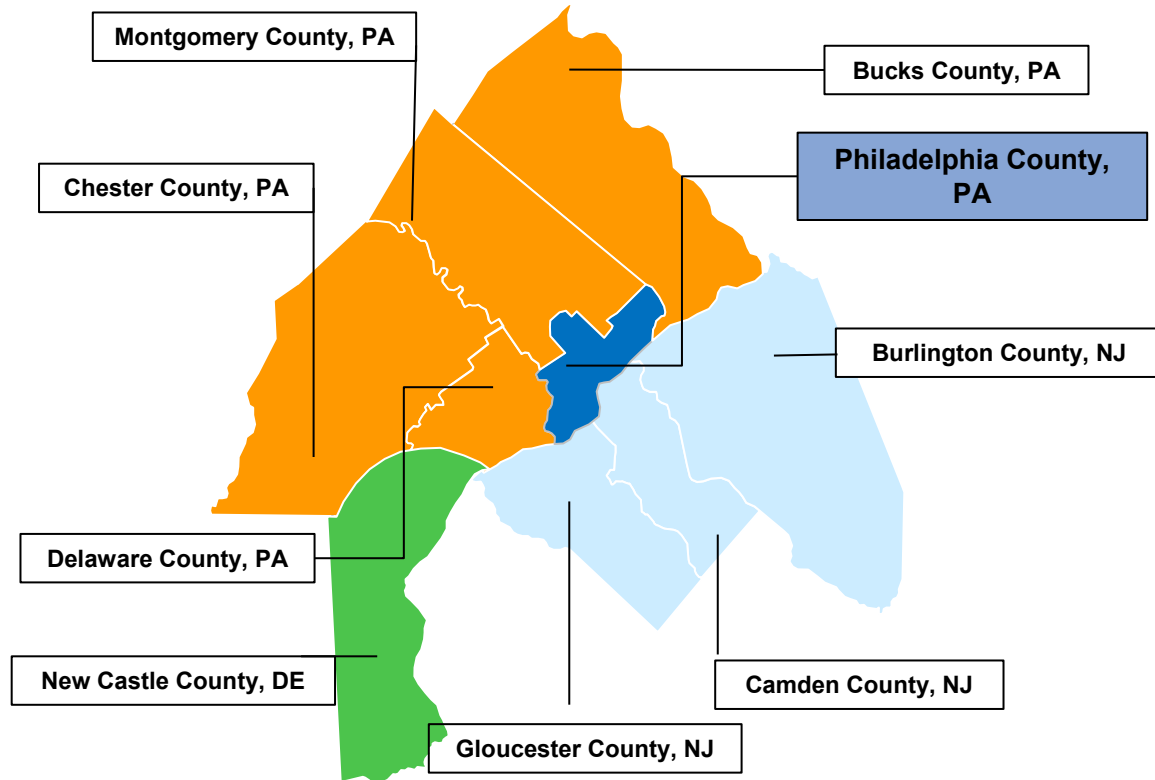 Montgomery County, PA
Bucks County, PA
Philadelphia County,
PA
Chester County, PA
Burlington County, NJ
Delaware County, PA
New Castle County, DE
Camden County, NJ
Gloucester County, NJ